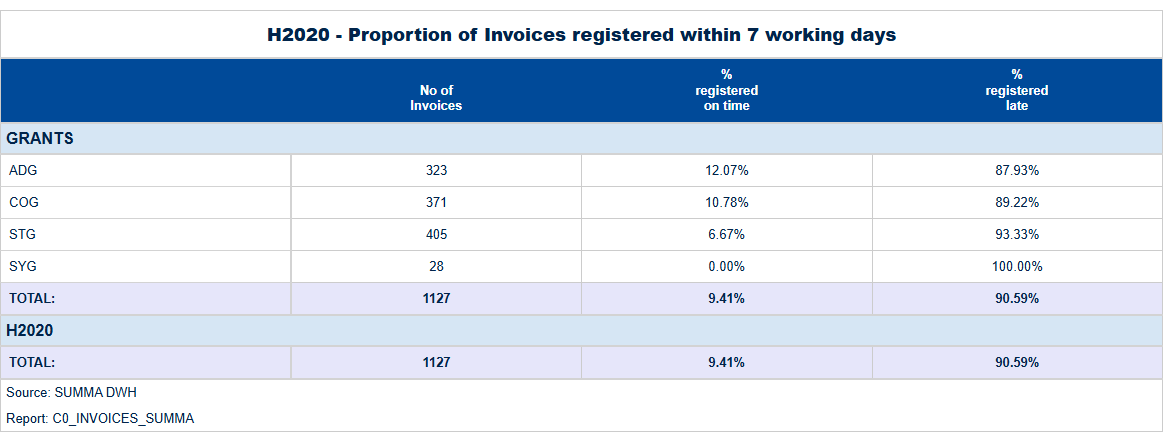 H2020 - Proportion of Invoices registered within 7 working days
No of Invoices % registered on time % registered late
GRANTS
ADG 323 12.07% 87.93%
COG 371 10.78% 89.22%
STG 405 6.67% 93.33%
SYG 28 0.00% 100.00%
TOTAL: 1127 9.41% 90.59%
H2020
TOTAL: 1127 9.41% 90.59%
Source: SUMMA DWH
Report: C0_INVOICES_SUMMA